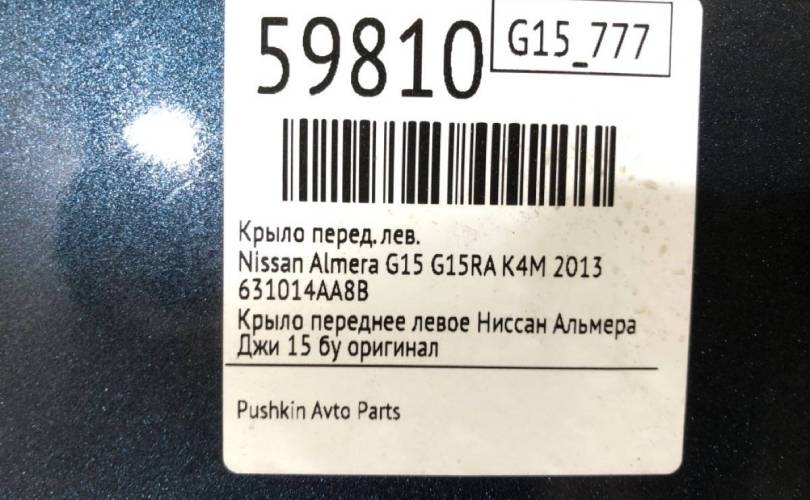 59810
G15_777
Крыло перед. лев.
Nissan Almera G15 G15RA K4M 2013
631014AA8B
Крыло переднее левое Ниссан Альмера
Джи 15 бу оригинал
Pushkin Avto Parts